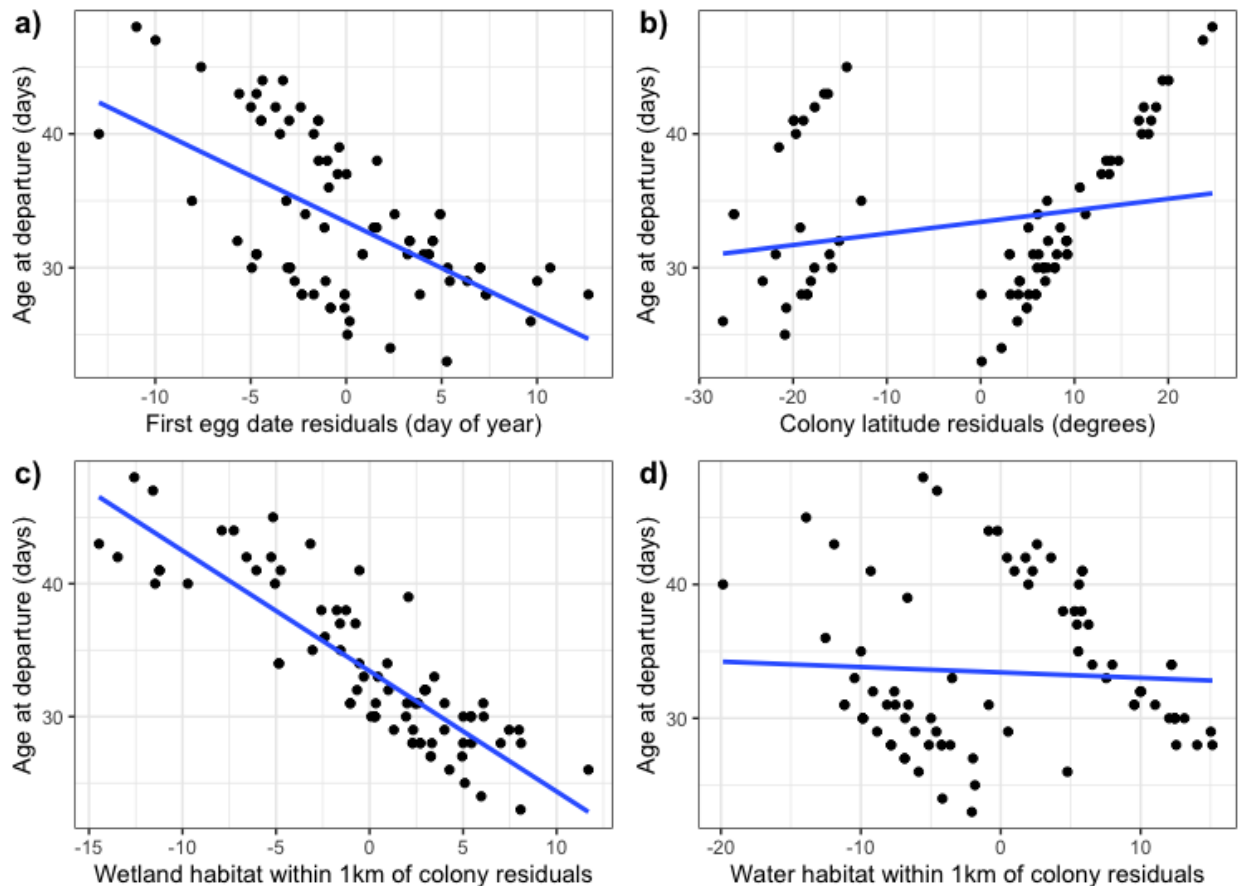 a)
Age at departure (days)
40
30
-10 -5 0 5 10
First egg date residuals (day of year)
b)
Age at departure (days)
40
30
-30 -20 -10 0 10 20
Colony latitude residuals (degrees)
c)
Age at departure (days)
40
30
-15 -10 -5 0 5 10
Wetland habitat within 1km of colony residuals
d)
Age at departure (days)
40
30
-20 -10 0 10
Water habitat within 1km of colony residuals